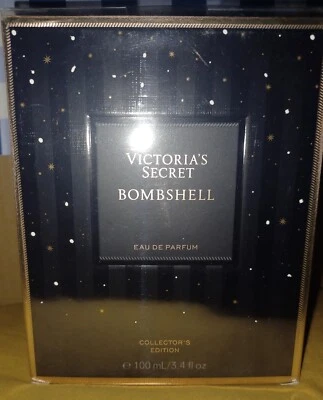 VICTORIA'S
SECRET
BOMBSHELL
EAU DE PARFUM
COLLECTOR'S
EDITION
℮ 100 mL/3.4 fl oz